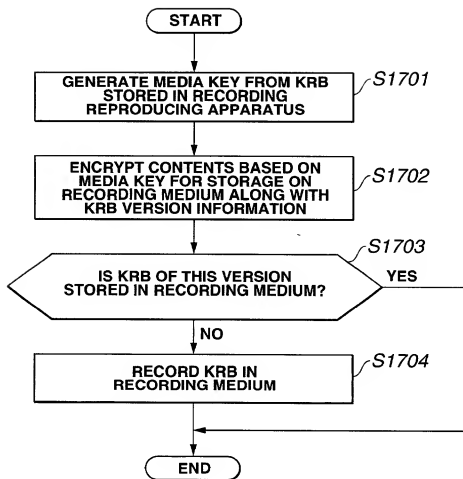 START
GENERATE MEDIA KEY FROM KRB
STORED IN RECORDING
REPRODUCING APPARATUS
S1701
ENCRYPT CONTENTS BASED ON
MEDIA KEY FOR STORAGE ON
RECORDING MEDIUM ALONG WITH
KRB VERSION INFORMATION
S1702
IS KRB OF THIS VERSION
STORED IN RECORDING MEDIUM?
S1703
YES
NO
RECORD KRB IN
RECORDING MEDIUM
S1704
END